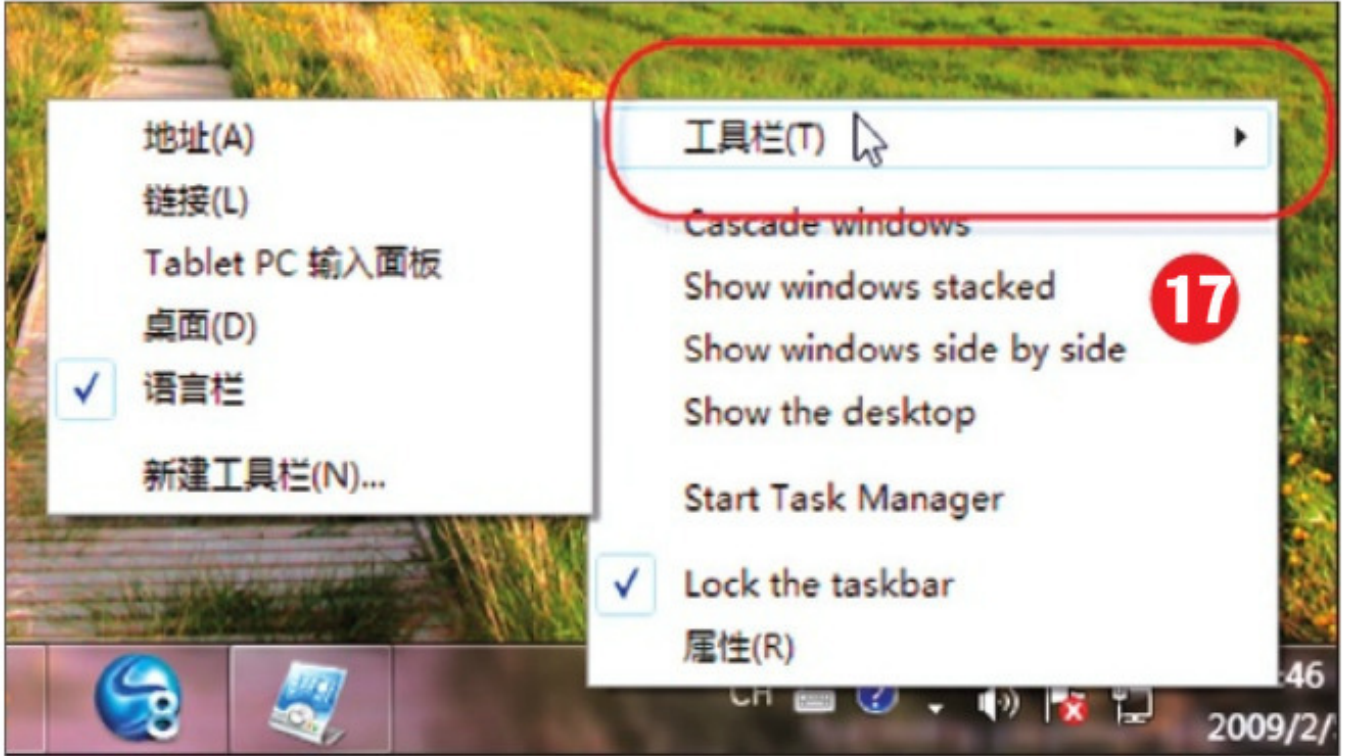 地址(A)
链接(L)
Tablet PC 输入面板
桌面(D)
语言栏
新建工具栏(N)...
工具栏(T)
Cascade windows
Show windows stacked
Show windows side by side
Show the desktop
Start Task Manager
Lock the taskbar
属性(R)
17
CH
:46
2009/2/